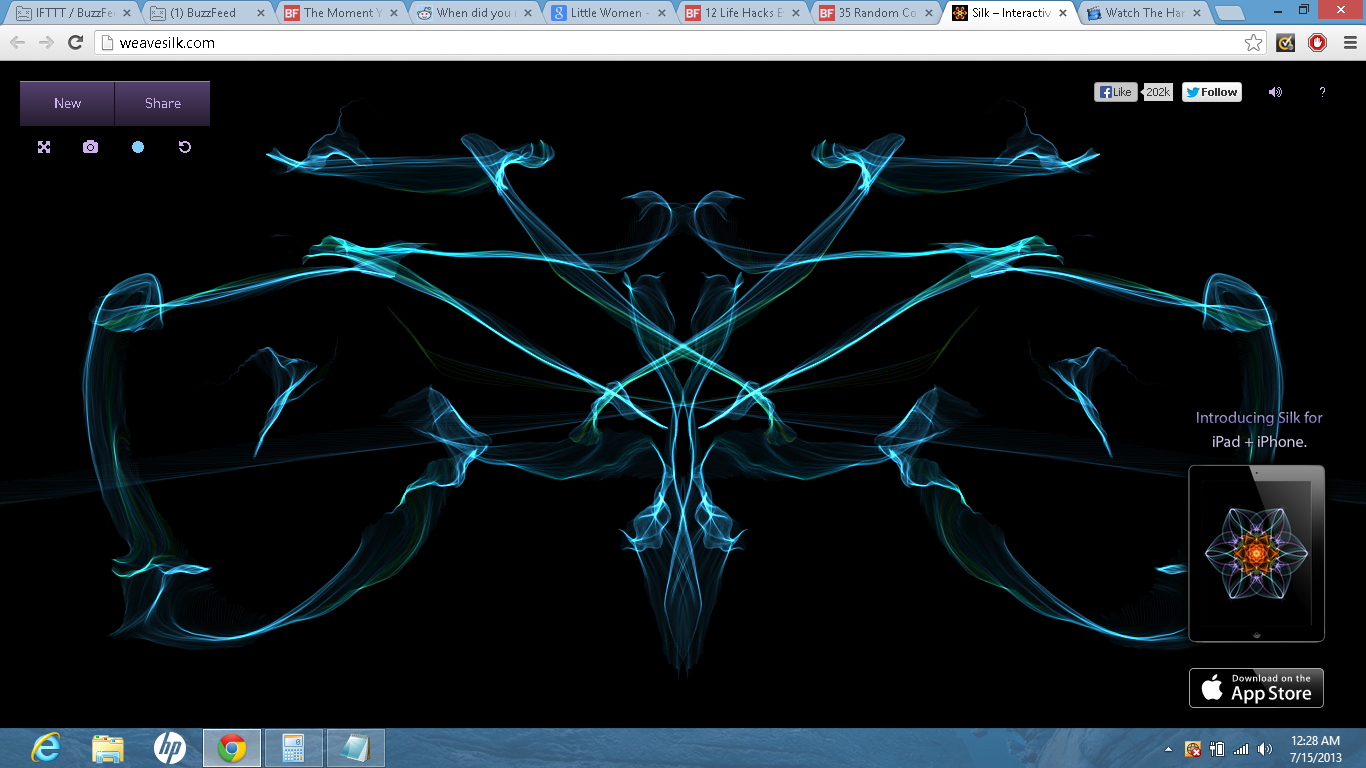 IFTTT / BuzzFe
(1) BuzzFeed
BF The Moment Y
When did you
g Little Women -
BF 12 Life Hacks E
BF 35 Random Co
Silk – Interactiv
Watch The Har
weavesilk.com
New
Share
f Like
202k
Follow
?
Introducing Silk for
iPad + iPhone.
Download on the
App Store
hp
12:28 AM
7/15/2013